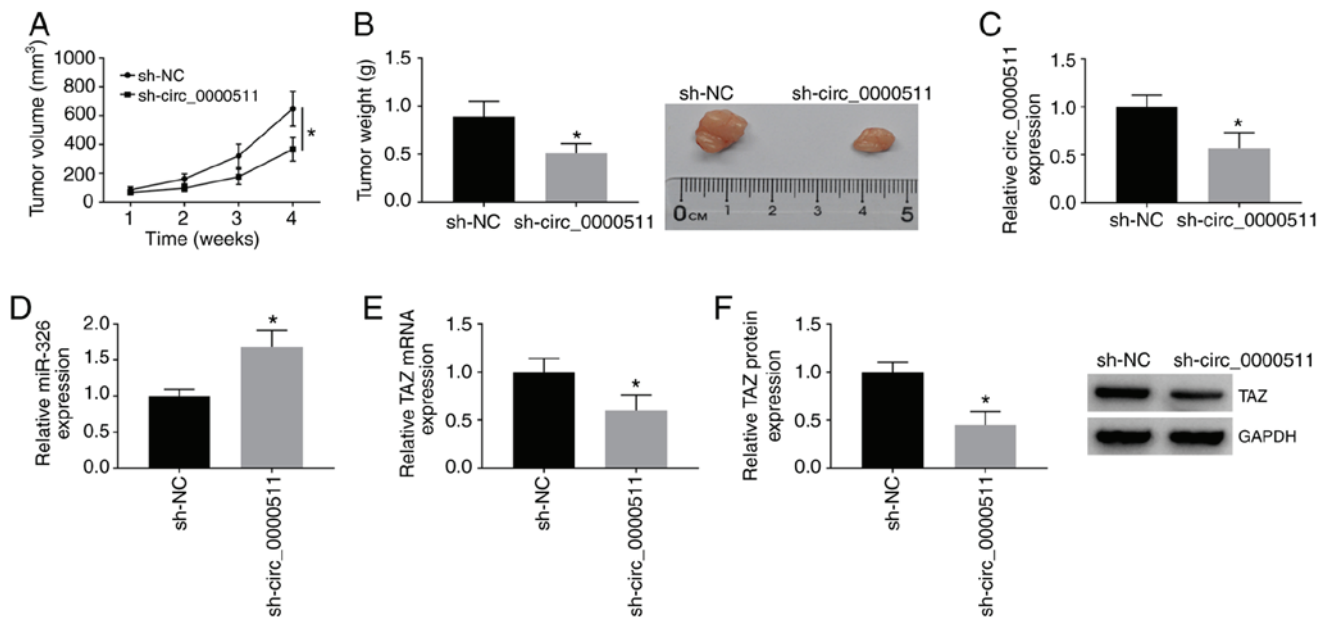 A
Tumor volume (mm³)
1000
800
600
400
200
0
sh-NC
sh-circ_0000511
*
1 2 3 4
Time (weeks)
B
Tumor weight (g)
1.5
1.0
0.5
0.0
*
sh-NC sh-circ_0000511
sh-NC sh-circ_0000511
0 CM 1 2 3 4 5
C
Relative circ_0000511
expression
1.5
1.0
0.5
0.0
*
sh-NC sh-circ_0000511
D
Relative miR-326
expression
2.0
1.5
1.0
0.5
0.0
*
sh-NC
sh-circ_0000511
E
Relative TAZ mRNA
expression
1.5
1.0
0.5
0.0
*
sh-NC
sh-circ_0000511
F
Relative TAZ protein
expression
1.5
1.0
0.5
0.0
*
sh-NC
sh-circ_0000511
sh-NC sh-circ_0000511
TAZ
GAPDH